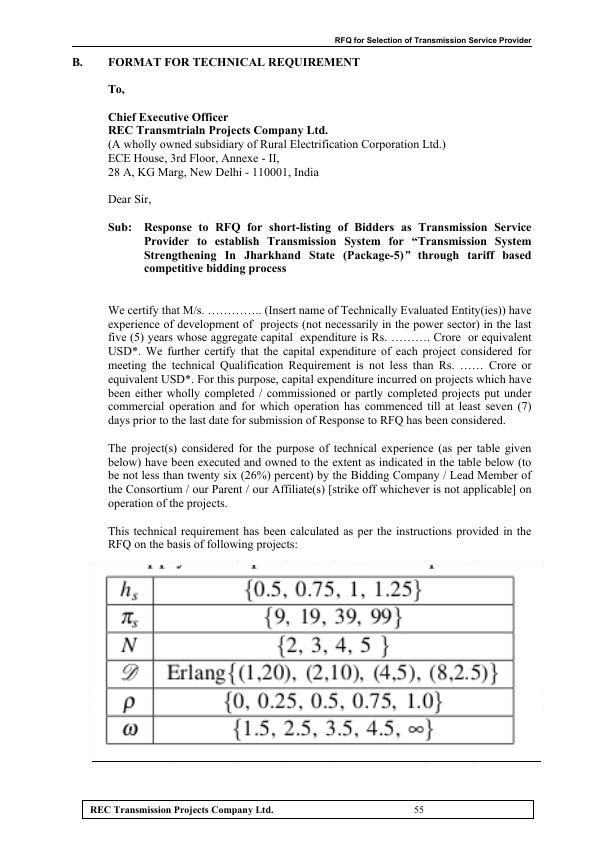 RFQ for Selection of Transmission Service Provider
B. FORMAT FOR TECHNICAL REQUIREMENT
To,
Chief Executive Officer
REC Transmtrialn Projects Company Ltd.
(A wholly owned subsidiary of Rural Electrification Corporation Ltd.)
ECE House, 3rd Floor, Annexe - II,
28 A, KG Marg, New Delhi - 110001, India
Dear Sir,
Sub: Response to RFQ for short-listing of Bidders as Transmission Service
Provider to establish Transmission System for “Transmission System
Strengthening In Jharkhand State (Package-5)” through tariff based
competitive bidding process
We certify that M/s. ………….. (Insert name of Technically Evaluated Entity(ies)) have
experience of development of projects (not necessarily in the power sector) in the last
five (5) years whose aggregate capital expenditure is Rs. ………. Crore or equivalent
USD*. We further certify that the capital expenditure of each project considered for
meeting the technical Qualification Requirement is not less than Rs. …… Crore or
equivalent USD*. For this purpose, capital expenditure incurred on projects which have
been either wholly completed / commissioned or partly completed projects put under
commercial operation and for which operation has commenced till at least seven (7)
days prior to the last date for submission of Response to RFQ has been considered.
The project(s) considered for the purpose of technical experience (as per table given
below) have been executed and owned to the extent as indicated in the table below (to
be not less than twenty six (26%) percent) by the Bidding Company / Lead Member of
the Consortium / our Parent / our Affiliate(s) [strike off whichever is not applicable] on
operation of the projects.
This technical requirement has been calculated as per the instructions provided in the
RFQ on the basis of following projects:
h_s {0.5, 0.75, 1, 1.25}
π_s {9, 19, 39, 99}
N {2, 3, 4, 5 }
𝒟 Erlang{(1,20), (2,10), (4,5), (8,2.5)}
ρ {0, 0.25, 0.5, 0.75, 1.0}
ω {1.5, 2.5, 3.5, 4.5, ∞}
REC Transmission Projects Company Ltd. 55